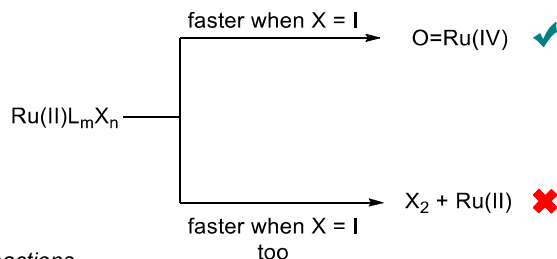 faster when X = I
O=Ru(IV)
Ru(II)LₘXₙ
X₂ + Ru(II)
faster when X = I
too